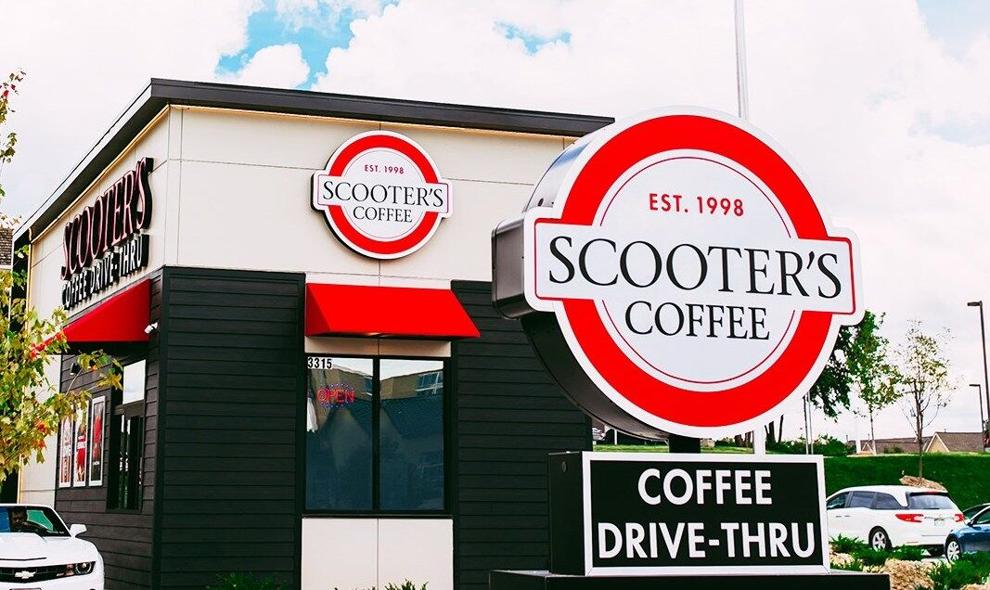 SCOOTER'S
COFFEE DRIVE-THRU
EST. 1998
SCOOTER'S
COFFEE
3315
OPEN
EST. 1998
SCOOTER'S
COFFEE
COFFEE
DRIVE-THRU